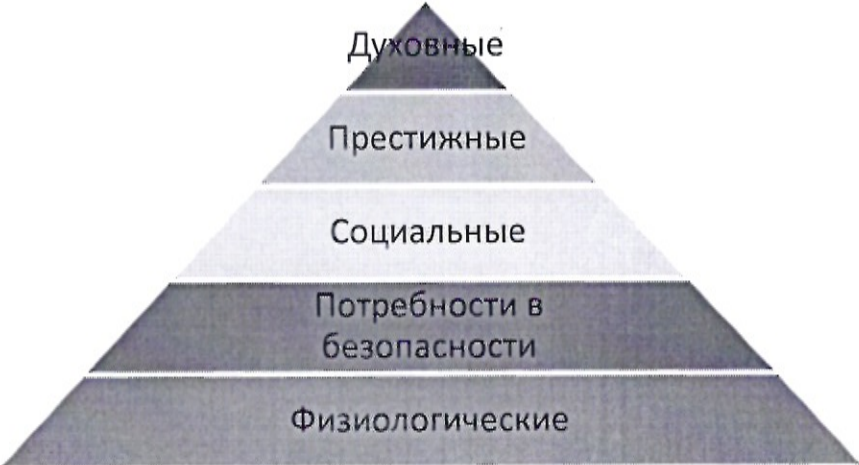 Духовные
Престижные
Социальные
Потребности в
безопасности
Физиологические